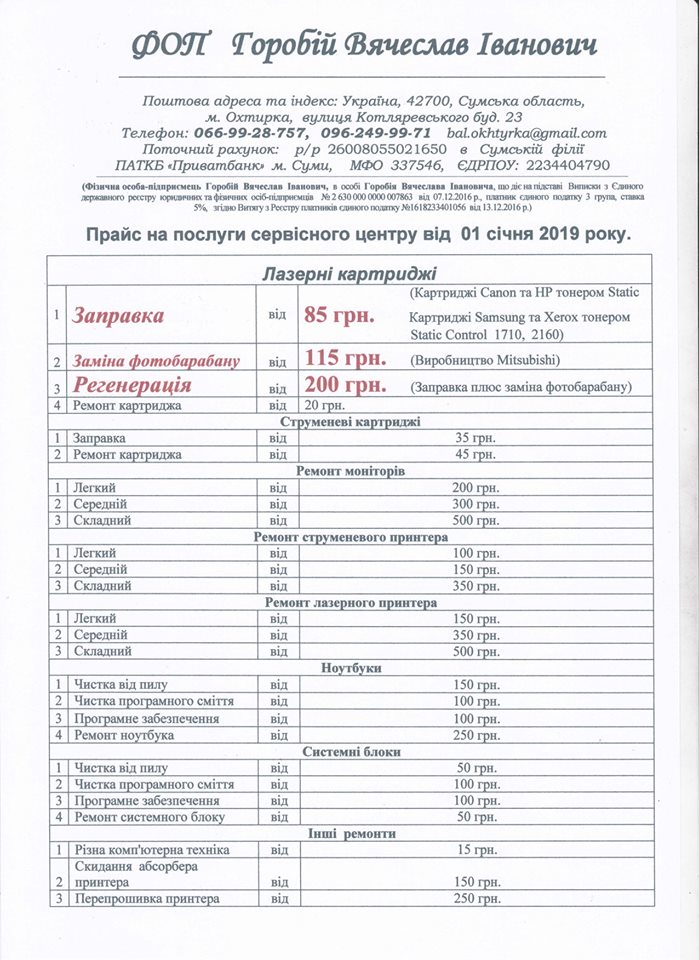 ФОП Горобій Вячеслав Іванович
Поштова адреса та індекс: Україна, 42700, Сумська область,
м. Охтирка, вулиця Котляревського буд. 23
Телефон: 066-99-28-757, 096-249-99-71 bal.okhtyrka@gmail.com
Поточний рахунок: р/р 26008055021650 в Сумській філії
ПАТКБ «Приватбанк» м. Суми, МФО 337546, ЄДРПОУ: 2234404790
(Фізична особа-підприємець Горобій Вячеслав Іванович, в особі Горобія Вячеслава Івановича, що діє на підставі Виписки з Єдиного
державного реєстру юридичних та фізичних осіб-підприємців №2 630 000 0000 007863 від 07.12.2016 р., платник єдиного податку 3 група, ставка
5%, згідно Витягу з Реєстру платників єдиного податку №1618233401056 від 13.12.2016 р.)
Прайс на послуги сервісного центру від 01 січня 2019 року.
Лазерні картриджі
1 Заправка від 85 грн. (Картриджі Canon та HP тонером Static
Картриджі Samsung та Xerox тонером
Static Control 1710, 2160)
2 Заміна фотобарабану від 115 грн. (Виробництво Mitsubishi)
3 Регенерація від 200 грн. (Заправка плюс заміна фотобарабану)
4 Ремонт картриджа від 20 грн.
Струменеві картриджі
1 Заправка від 35 грн.
2 Ремонт картриджа від 45 грн.
Ремонт моніторів
1 Легкий від 200 грн.
2 Середній від 300 грн.
3 Складний від 500 грн.
Ремонт струменевого принтера
1 Легкий від 100 грн.
2 Середній від 150 грн.
3 Складний від 350 грн.
Ремонт лазерного принтера
1 Легкий від 150 грн.
2 Середній від 350 грн.
3 Складний від 500 грн.
Ноутбуки
1 Чистка від пилу від 150 грн.
2 Чистка програмного сміття від 100 грн.
3 Програмне забезпечення від 100 грн.
4 Ремонт ноутбука від 250 грн.
Системні блоки
1 Чистка від пилу від 50 грн.
2 Чистка програмного сміття від 100 грн.
3 Програмне забезпечення від 100 грн.
4 Ремонт системного блоку від 50 грн.
Інші ремонти
1 Різна комп'ютерна техніка від 15 грн.
Скидання абсорбера
2 принтера від 150 грн.
3 Перепрошивка принтера від 250 грн.